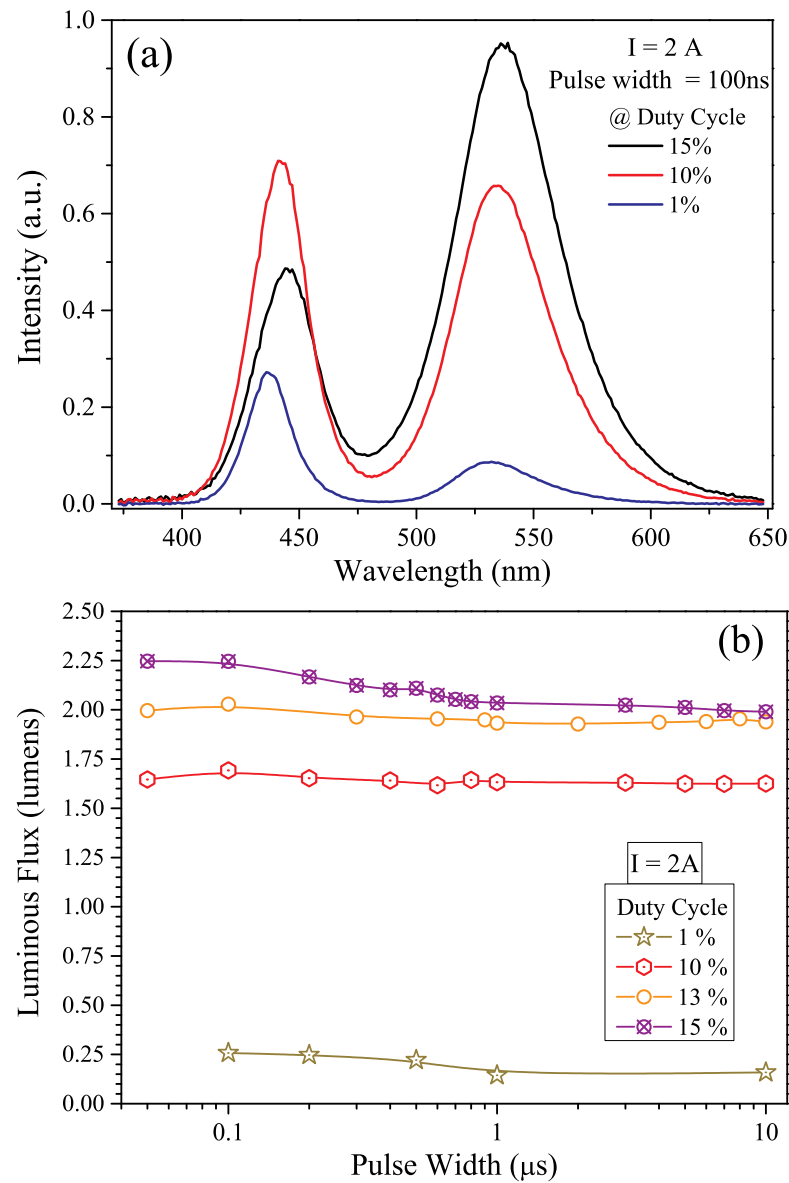 (a)
I = 2 A
Pulse width = 100ns
@ Duty Cycle
15%
10%
1%
1.0
0.8
0.6
0.4
0.2
0.0
Intensity (a.u.)
400 450 500 550 600 650
Wavelength (nm)
(b)
2.50
2.25
2.00
1.75
1.50
1.25
1.00
0.75
0.50
0.25
0.00
Luminous Flux (lumens)
I = 2A
Duty Cycle
1 %
10 %
13 %
15 %
0.1 1 10
Pulse Width (μs)